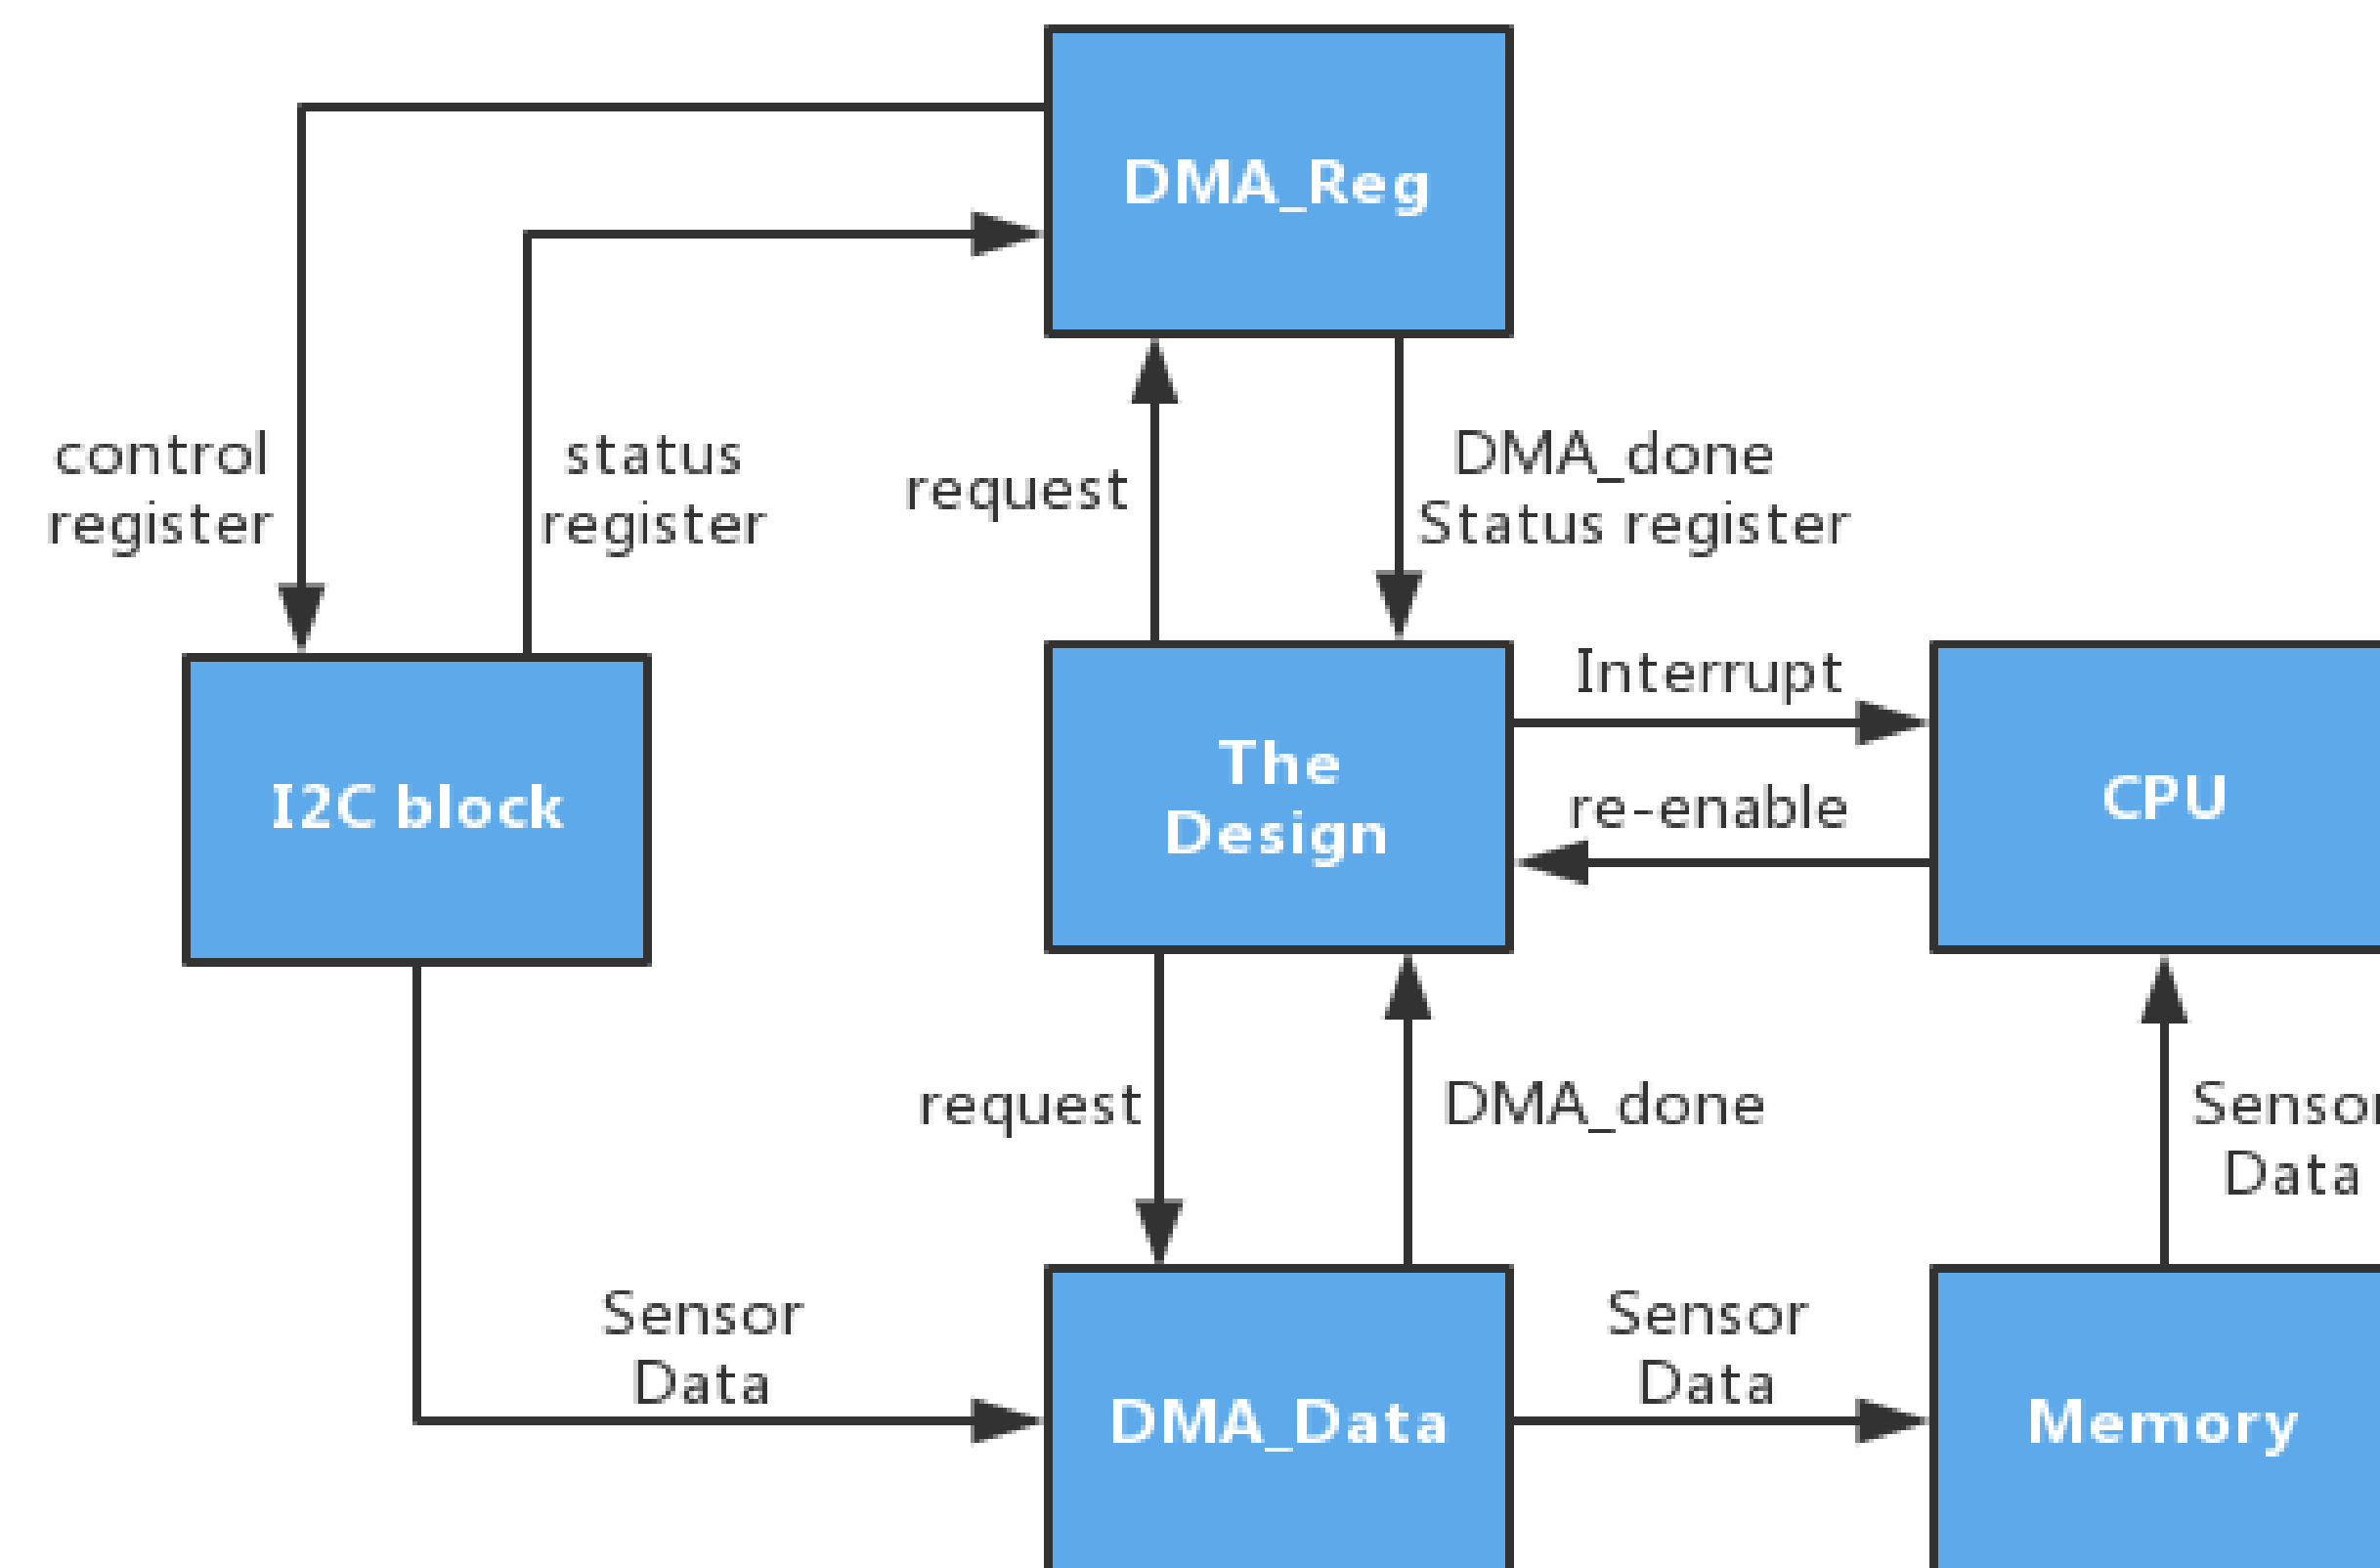 DMA_Reg
control
register
status
register
request
DMA_done
Status register
I2C block
The
Design
Interrupt
re-enable
CPU
request
DMA_done
Sensor
Data
Sensor
Data
Sensor
Data
DMA_Data
Memory